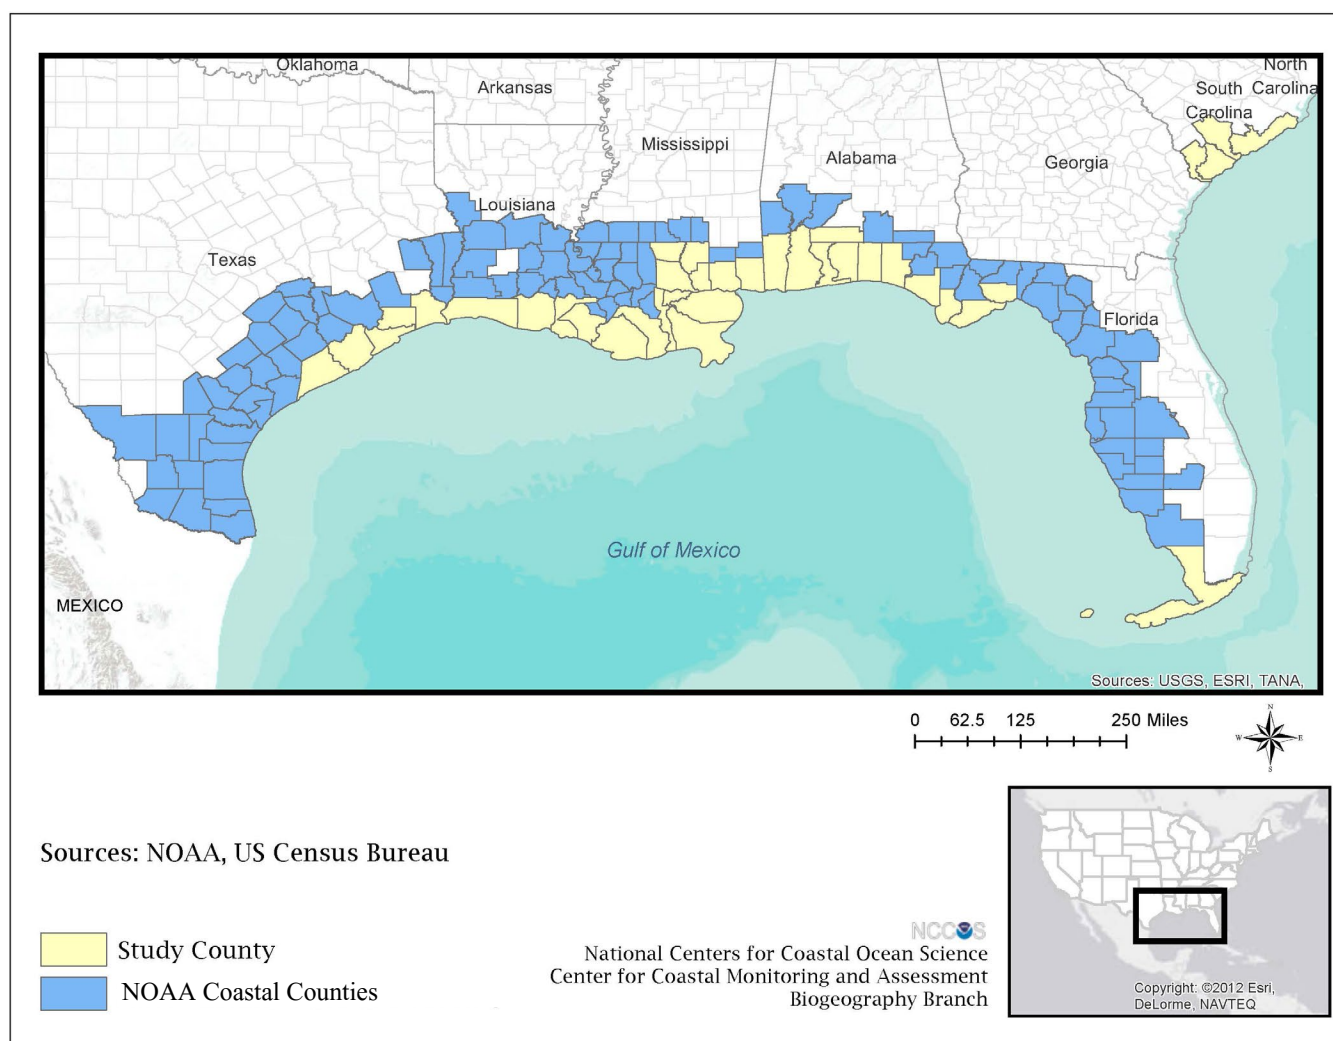 Oklahoma
Arkansas
North
South Carolina
Carolina
Mississippi
Alabama
Georgia
Louisiana
Texas
Florida
Gulf of Mexico
MEXICO
Sources: USGS, ESRI, TANA,
0 62.5 125 250 Miles
N
W E
S
Sources: NOAA, US Census Bureau
Study County
NOAA Coastal Counties
NCCOS
National Centers for Coastal Ocean Science
Center for Coastal Monitoring and Assessment
Biogeography Branch
Copyright: ©2012 Esri,
DeLorme, NAVTEQ